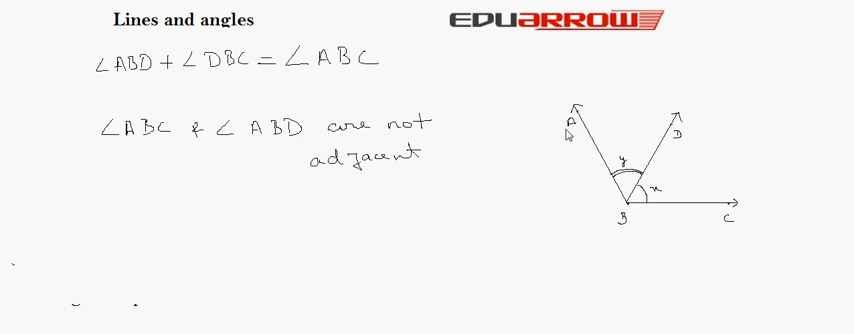 Lines and angles
EDUARROW
∠ABD + ∠DBC = ∠ABC
∠ABC & ∠ABD are not
adjacent
A
D
y
x
B
C